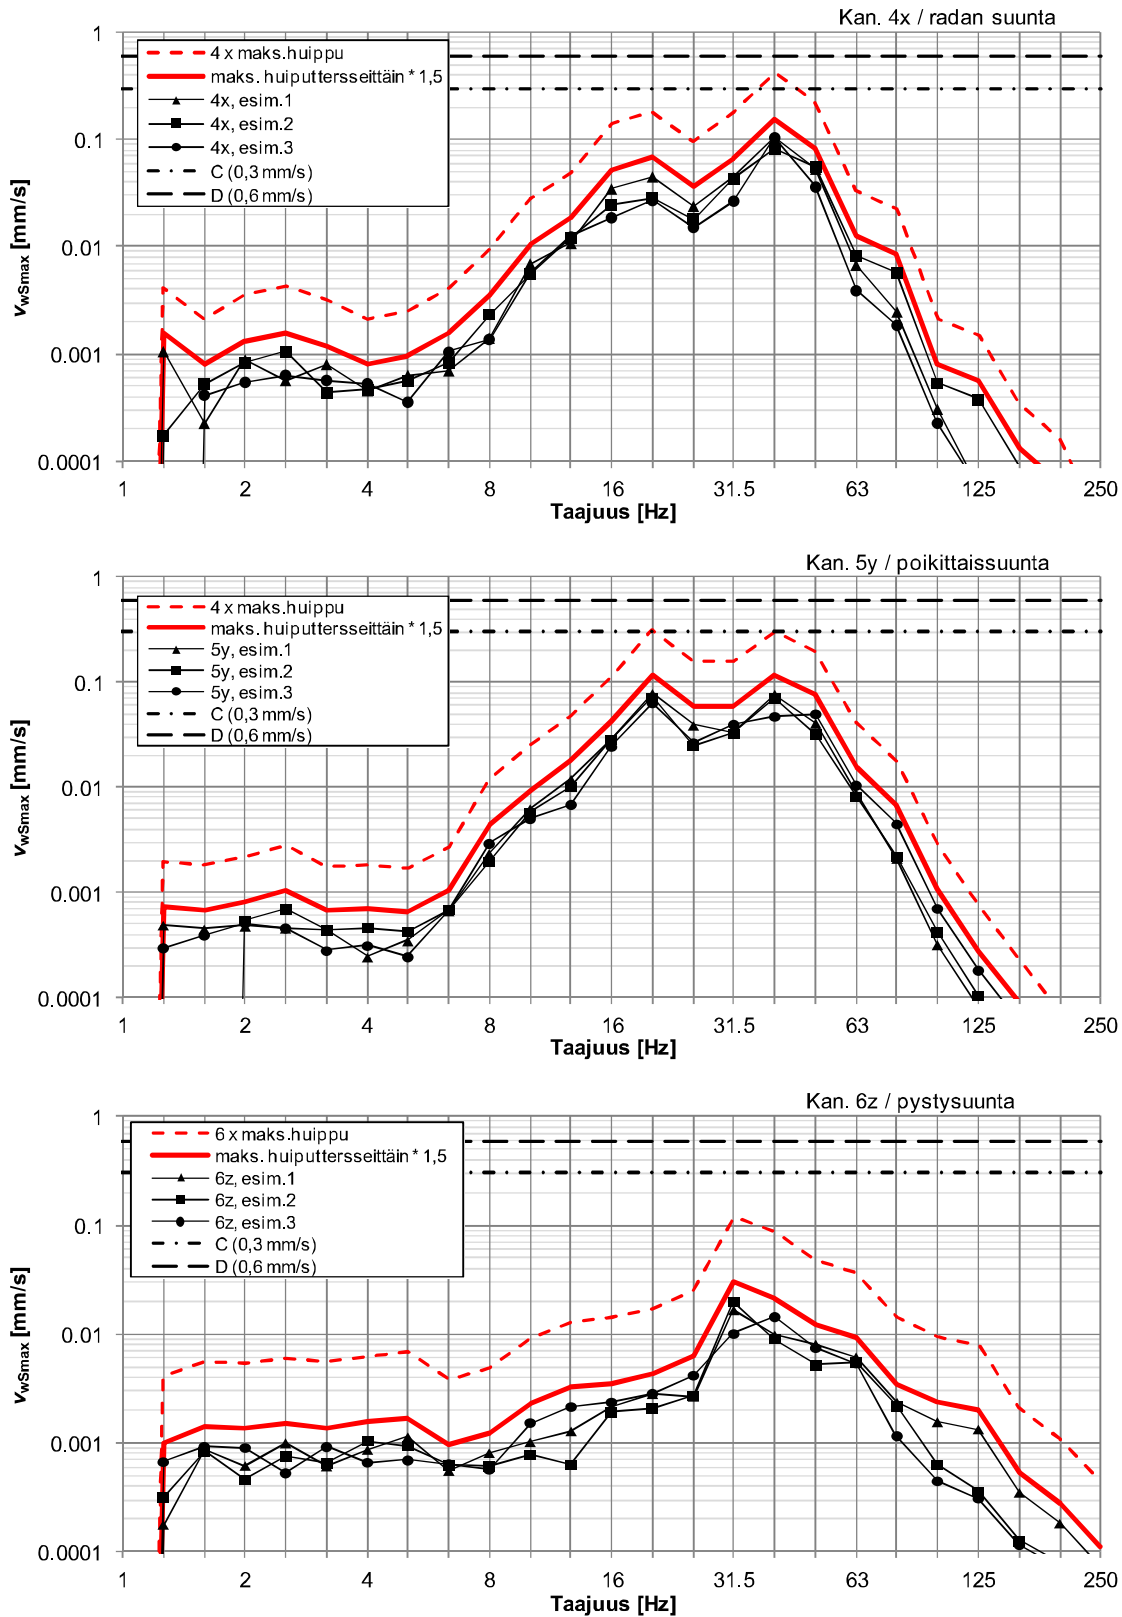 Kan. 4x / radan suunta
1
0.1
0.01
0.001
0.0001
v wSmax [mm/s]
4 x maks.huippu
maks. huiputtersseittäin * 1,5
4x, esim.1
4x, esim.2
4x, esim.3
C (0,3 mm/s)
D (0,6 mm/s)
1 2 4 8 16 31.5 63 125 250
Taajuus [Hz]
Kan. 5y / poikittaissuunta
1
0.1
0.01
0.001
0.0001
v wSmax [mm/s]
4 x maks.huippu
maks. huiputtersseittäin * 1,5
5y, esim.1
5y, esim.2
5y, esim.3
C (0,3 mm/s)
D (0,6 mm/s)
1 2 4 8 16 31.5 63 125 250
Taajuus [Hz]
Kan. 6z / pystysuunta
1
0.1
0.01
0.001
0.0001
v wSmax [mm/s]
6 x maks.huippu
maks. huiputtersseittäin * 1,5
6z, esim.1
6z, esim.2
6z, esim.3
C (0,3 mm/s)
D (0,6 mm/s)
1 2 4 8 16 31.5 63 125 250
Taajuus [Hz]